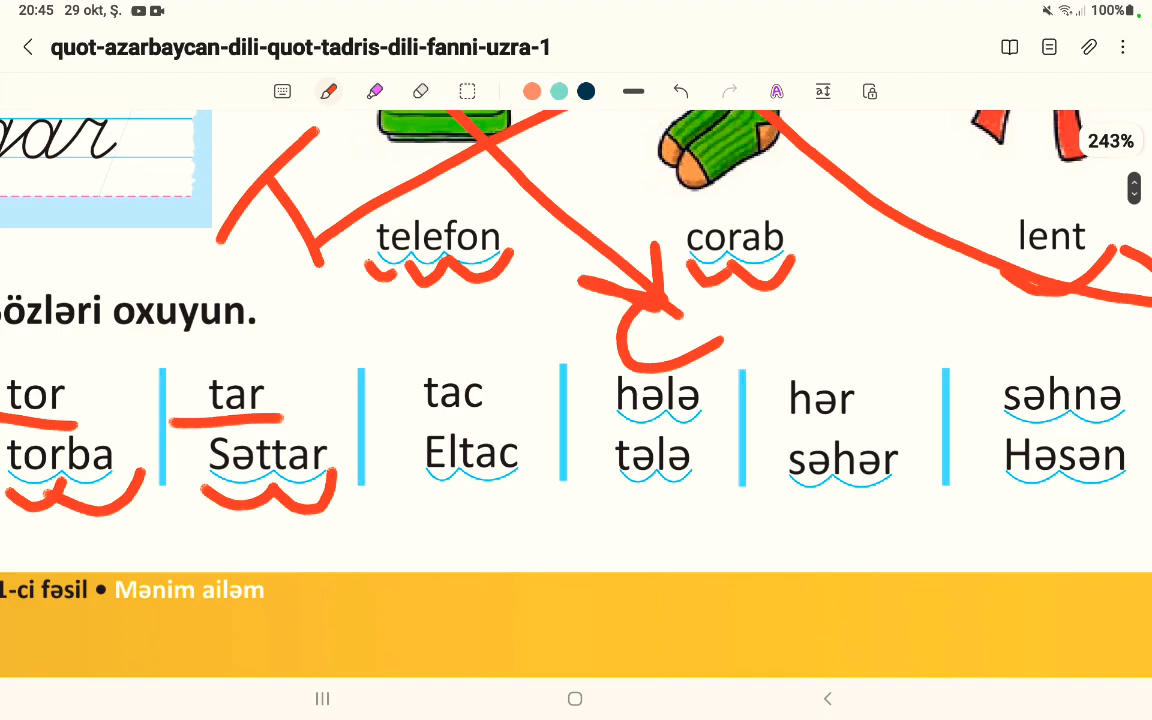 20:45 29 okt, Ş. 100%
quot-azarbaycan-dili-quot-tadris-dili-fanni-uzra-1
243%
telefon corab lent
sözləri oxuyun.
tor tar tac hələ hər səhnə
torba Səttar Eltac tələ səhər Həsən
1-ci fəsil • Mənim ailəm